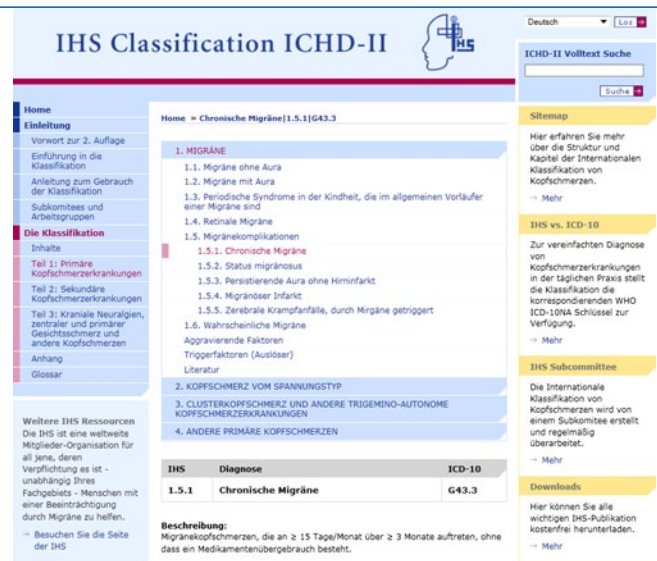 IHS Classification ICHD-II
IHS
Deutsch
Los
ICHD-II Volltext Suche
Suche
Home
Einleitung
Vorwort zur 2. Auflage
Einführung in die
Klassifikation
Anleitung zum Gebrauch
der Klassifikation
Subkomitees und
Arbeitsgruppen
Die Klassifikation
Inhalte
Teil 1: Primäre
Kopfschmerzerkrankungen
Teil 2: Sekundäre
Kopfschmerzerkrankungen
Teil 3: Kraniale Neuralgien,
zentraler und primärer
Gesichtsschmerz und
andere Kopfschmerzen
Anhang
Glossar
Weitere IHS Ressourcen
Die IHS ist eine weltweite
Mitglieder-Organisation für
all jene, deren
Verpflichtung es ist -
unabhängig Ihres
Fachgebiets - Menschen mit
einer Beeinträchtigung
durch Migräne zu helfen.
→ Besuchen Sie die Seite
der IHS
Home » Chronische Migräne|1.5.1|G43.3
1. MIGRÄNE
1.1. Migräne ohne Aura
1.2. Migräne mit Aura
1.3. Periodische Syndrome in der Kindheit, die im allgemeinen Vorläufer
einer Migräne sind
1.4. Retinale Migräne
1.5. Migränekomplikationen
1.5.1. Chronische Migräne
1.5.2. Status migränosus
1.5.3. Persistierende Aura ohne Hirninfarkt
1.5.4. Migränöser Infarkt
1.5.5. Zerebrale Krampfanfälle, durch Mirgäne getriggert
1.6. Wahrscheinliche Migräne
Aggravierende Faktoren
Triggerfaktoren (Auslöser)
Literatur
2. KOPFSCHMERZ VOM SPANNUNGSTYP
3. CLUSTERKOPFSCHMERZ UND ANDERE TRIGEMINO-AUTONOME
KOPFSCHMERZERKRANKUNGEN
4. ANDERE PRIMÄRE KOPFSCHMERZEN
IHS Diagnose ICD-10
1.5.1 Chronische Migräne G43.3
Beschreibung:
Migränekopfschmerzen, die an ≥ 15 Tage/Monat über ≥ 3 Monate auftreten, ohne
dass ein Medikamentenübergebrauch besteht.
Sitemap
Hier erfahren Sie mehr
über die Struktur und
Kapitel der Internationalen
Klassifikation von
Kopfschmerzen.
→ Mehr
IHS vs. ICD-10
Zur vereinfachten Diagnose
von
Kopfschmerzerkrankungen
in der täglichen Praxis stellt
die Klassifikation die
korrespondierenden WHO
ICD-10NA Schlüssel zur
Verfügung.
→ Mehr
IHS Subcommittee
Die Internationale
Klassifikation von
Kopfschmerzen wird von
einem Subkomitee erstellt
und regelmäßig
überarbeitet.
→ Mehr
Downloads
Hier können Sie alle
wichtigen IHS-Publikation
kostenfrei herunterladen.
→ Mehr